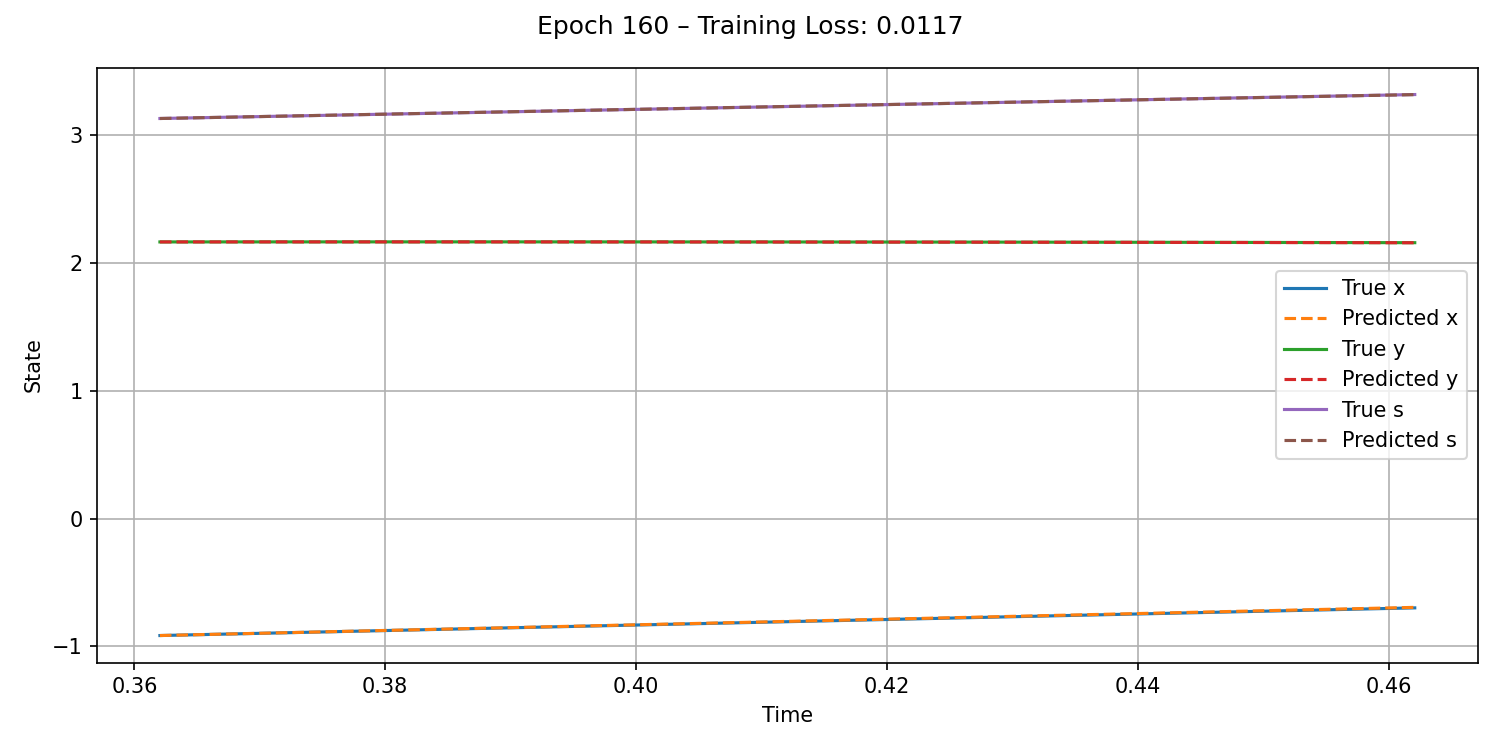 Epoch 160 – Training Loss: 0.0117
State
3
2
1
0
−1
True x
Predicted x
True y
Predicted y
True s
Predicted s
0.36 0.38 0.40 0.42 0.44 0.46
Time